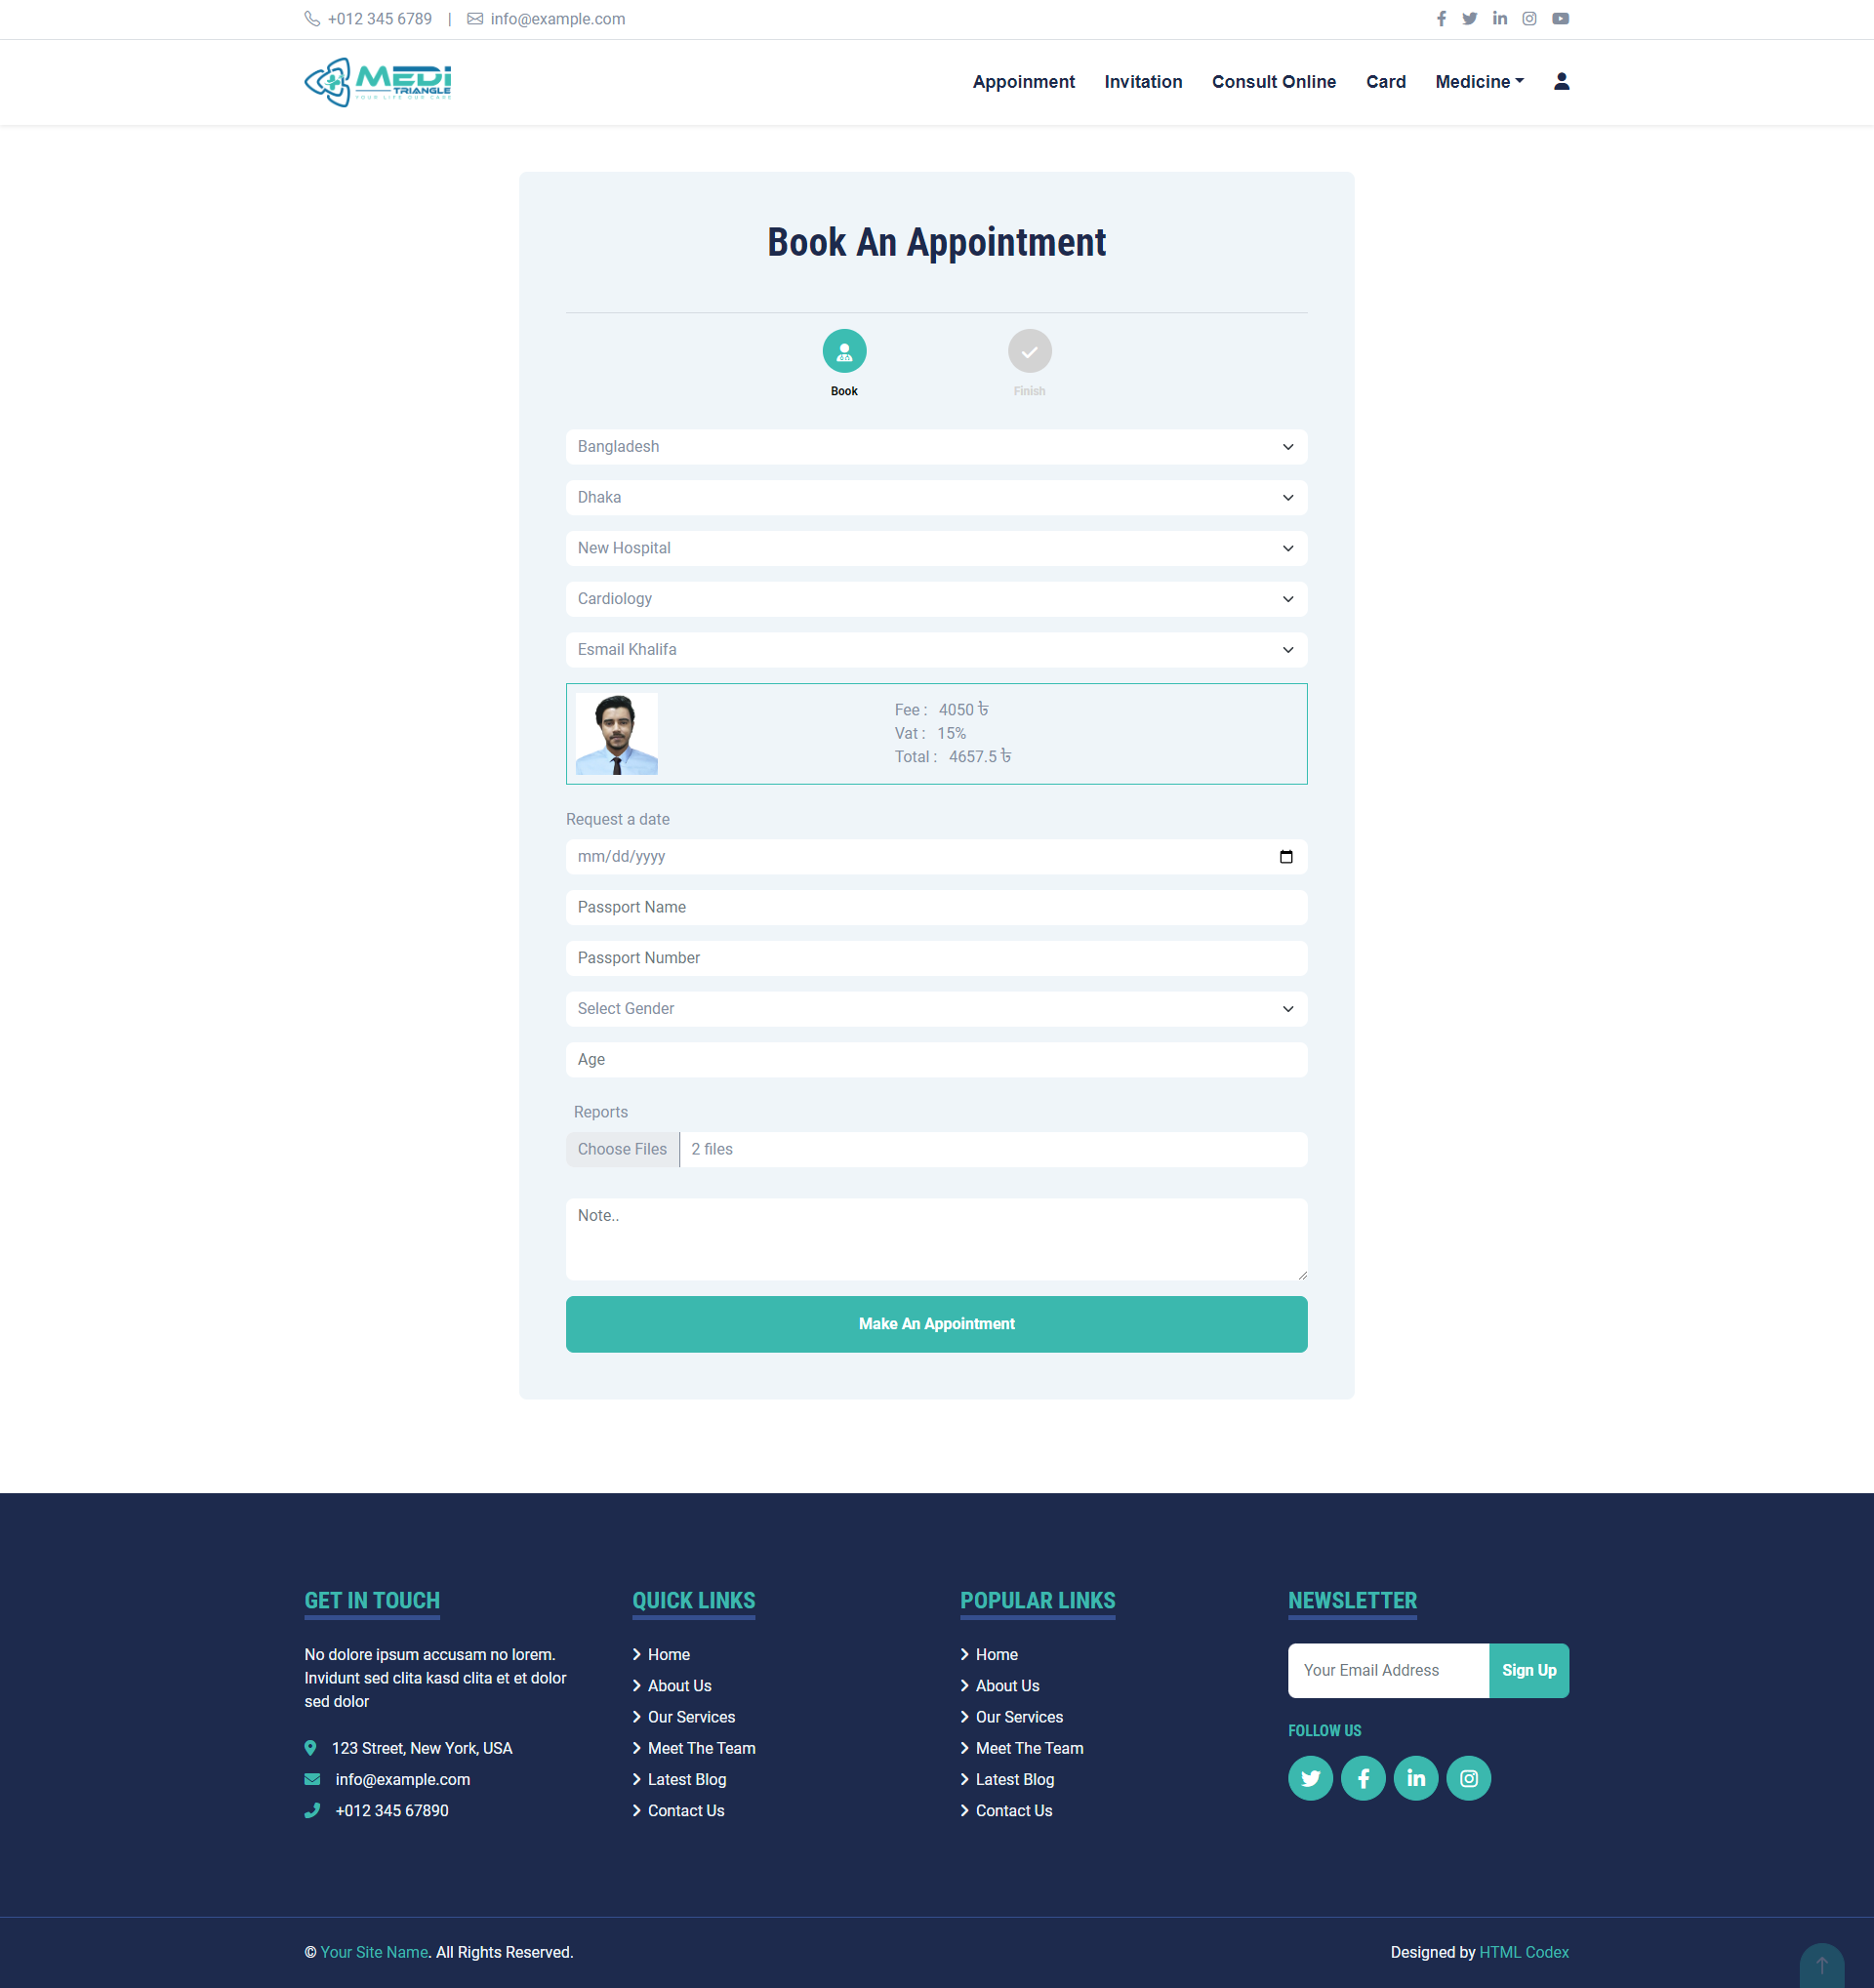 +012 345 6789 | info@example.com
MEDI
TRIANGLE
YOUR LIFE OUR CARE
Appoinment Invitation Consult Online Card Medicine
Book An Appointment
Book Finish
Bangladesh
Dhaka
New Hospital
Cardiology
Esmail Khalifa
Fee : 4050 ৳
Vat : 15%
Total : 4657.5 ৳
Request a date
mm/dd/yyyy
Passport Name
Passport Number
Select Gender
Age
Reports
Choose Files 2 files
Note..
Make An Appointment
GET IN TOUCH
No dolore ipsum accusam no lorem.
Invidunt sed clita kasd clita et et dolor
sed dolor
123 Street, New York, USA
info@example.com
+012 345 67890
QUICK LINKS
Home
About Us
Our Services
Meet The Team
Latest Blog
Contact Us
POPULAR LINKS
Home
About Us
Our Services
Meet The Team
Latest Blog
Contact Us
NEWSLETTER
Your Email Address Sign Up
FOLLOW US
© Your Site Name. All Rights Reserved.
Designed by HTML Codex